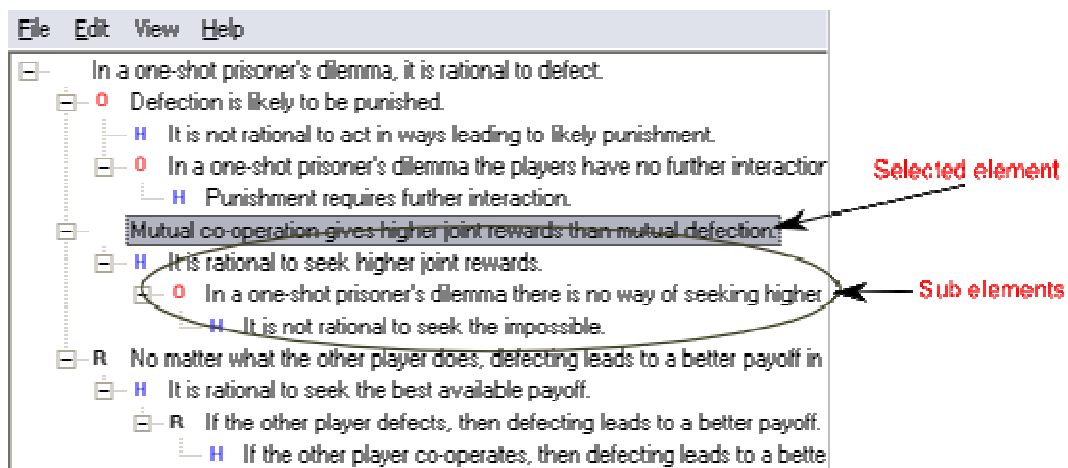 File Edit View Help
In a one-shot prisoner's dilemma, it is rational to defect.
O Defection is likely to be punished.
H It is not rational to act in ways leading to likely punishment.
O In a one-shot prisoner's dilemma the players have no further interaction
H Punishment requires further interaction.
Selected element
Mutual co-operation gives higher joint rewards than mutual defection.
H It is rational to seek higher joint rewards.
O In a one-shot prisoner's dilemma there is no way of seeking higher
Sub elements
H It is not rational to seek the impossible.
R No matter what the other player does, defecting leads to a better payoff in
H It is rational to seek the best available payoff.
R If the other player defects, then defecting leads to a better payoff.
H If the other player co-operates, then defecting leads to a bette